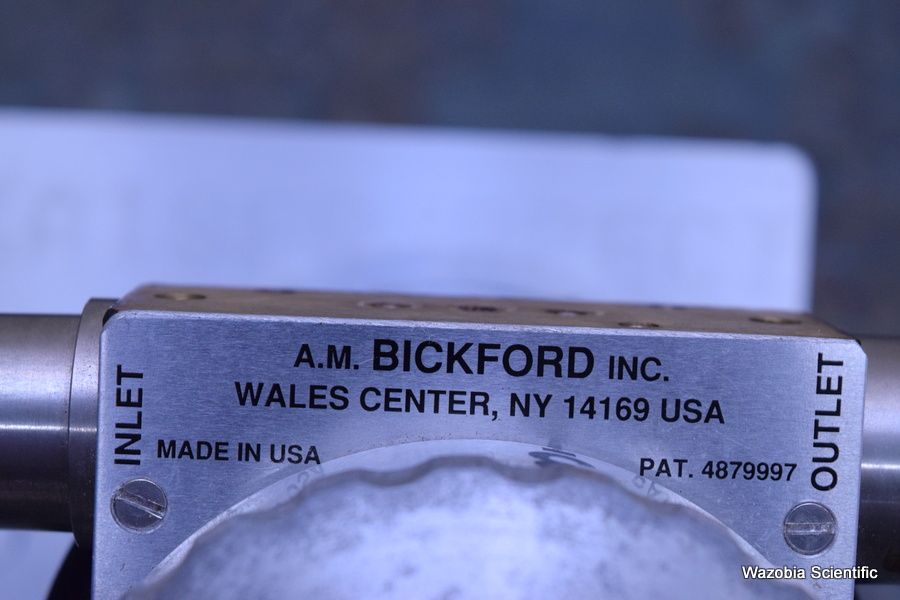 A.M. BICKFORD INC.
WALES CENTER, NY 14169 USA
INLET
MADE IN USA
PAT. 4879997
OUTLET
Wazobia Scientific